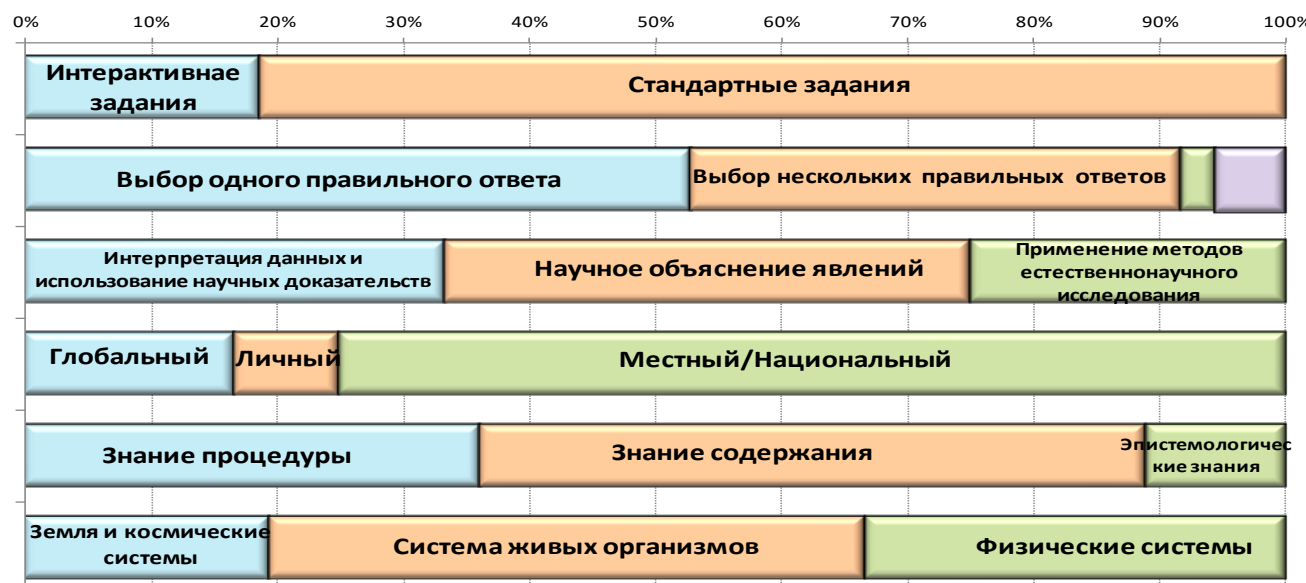 0% 10% 20% 30% 40% 50% 60% 70% 80% 90% 100%
Интерактивнае
задания
Стандартные задания
Выбор одного правильного ответа
Выбор нескольких правильных ответов
Интерпретация данных и
использование научных доказательств
Научное объяснение явлений
Применение методов
естественнонаучного
исследования
Глобальный
Личный
Местный/Национальный
Знание процедуры
Знание содержания
Эпистемологичес
кие знания
Земля и космические
системы
Система живых организмов
Физические системы